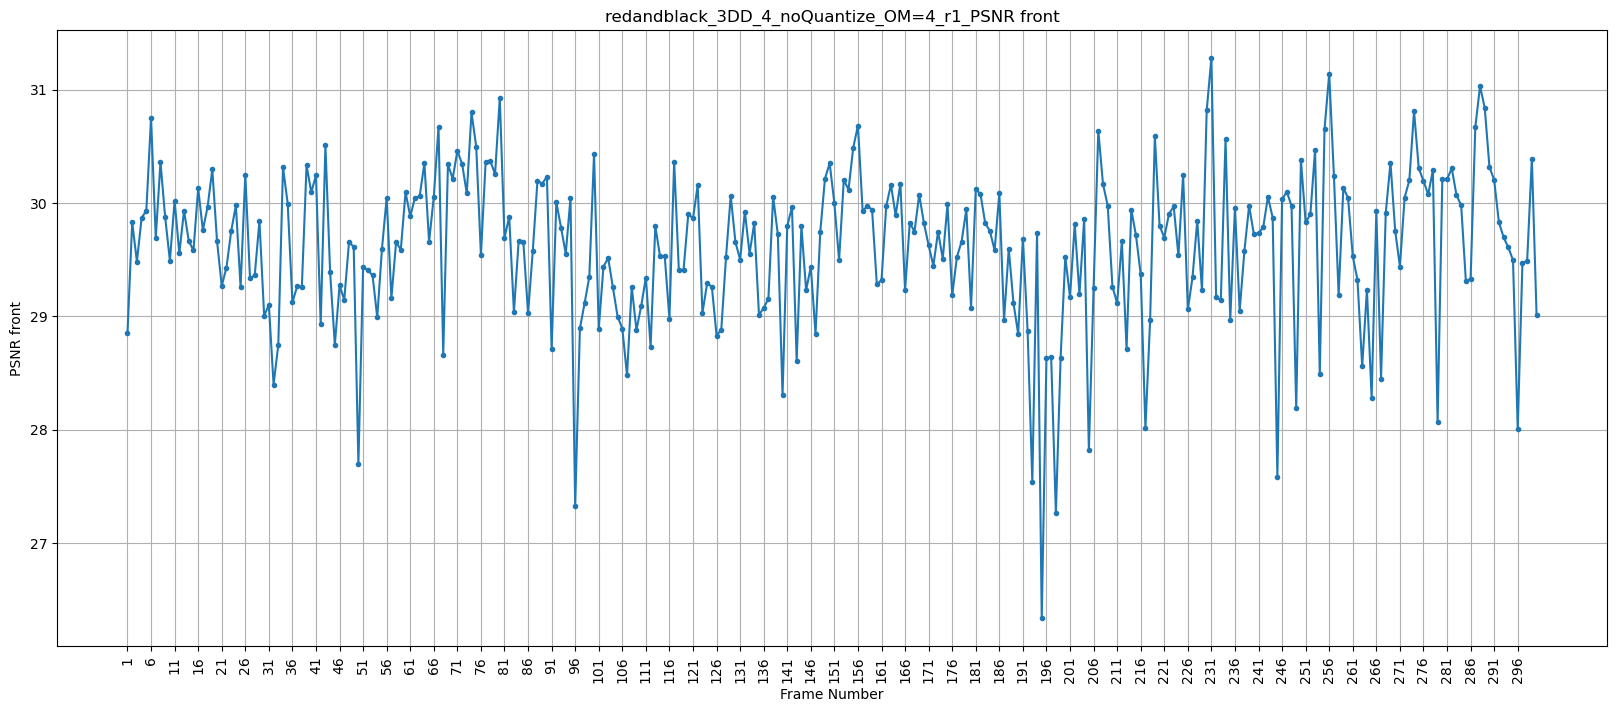 redandblack_3DD_4_noQuantize_OM=4_r1_PSNR front
31
30
29
28
27
PSNR front
1 6 11 16 21 26 31 36 41 46 51 56 61 66 71 76 81 86 91 96 101 106 111 116 121 126 131 136 141 146 151 156 161 166 171 176 181 186 191 196 201 206 211 216 221 226 231 236 241 246 251 256 261 266 271 276 281 286 291 296
Frame Number